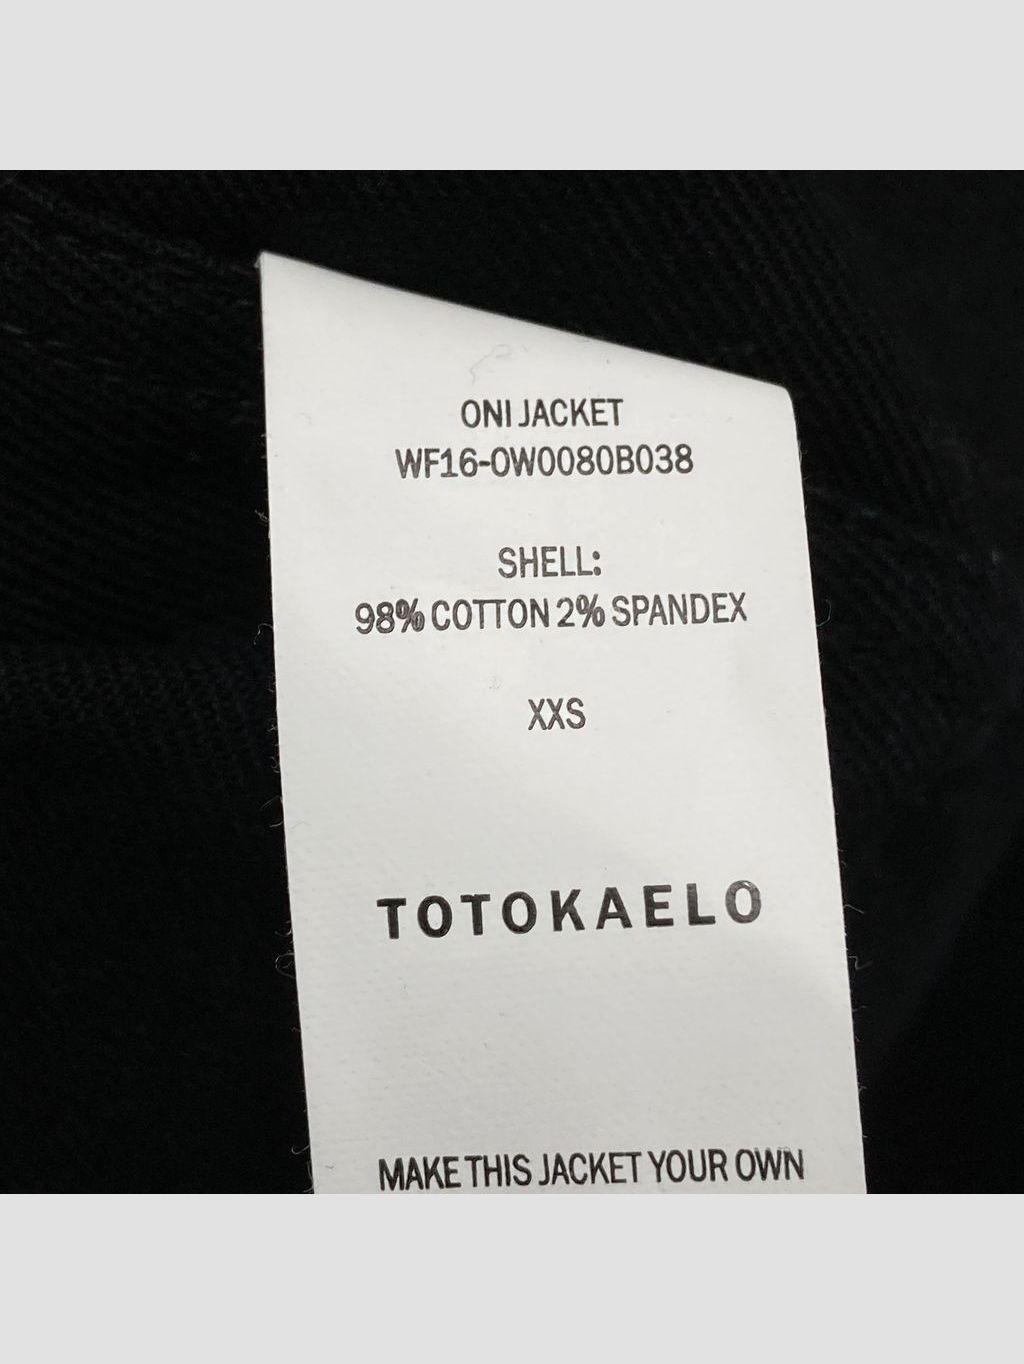 ONI JACKET
WF16-OW0080B038
SHELL:
98% COTTON 2% SPANDEX
XXS
TOTOKAELO
MAKE THIS JACKET YOUR OWN